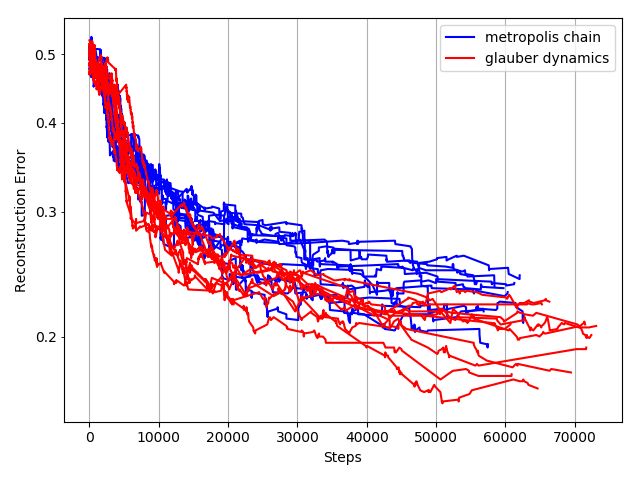 metropolis chain
glauber dynamics
Reconstruction Error
0.5
0.4
0.3
0.2
0 10000 20000 30000 40000 50000 60000 70000
Steps